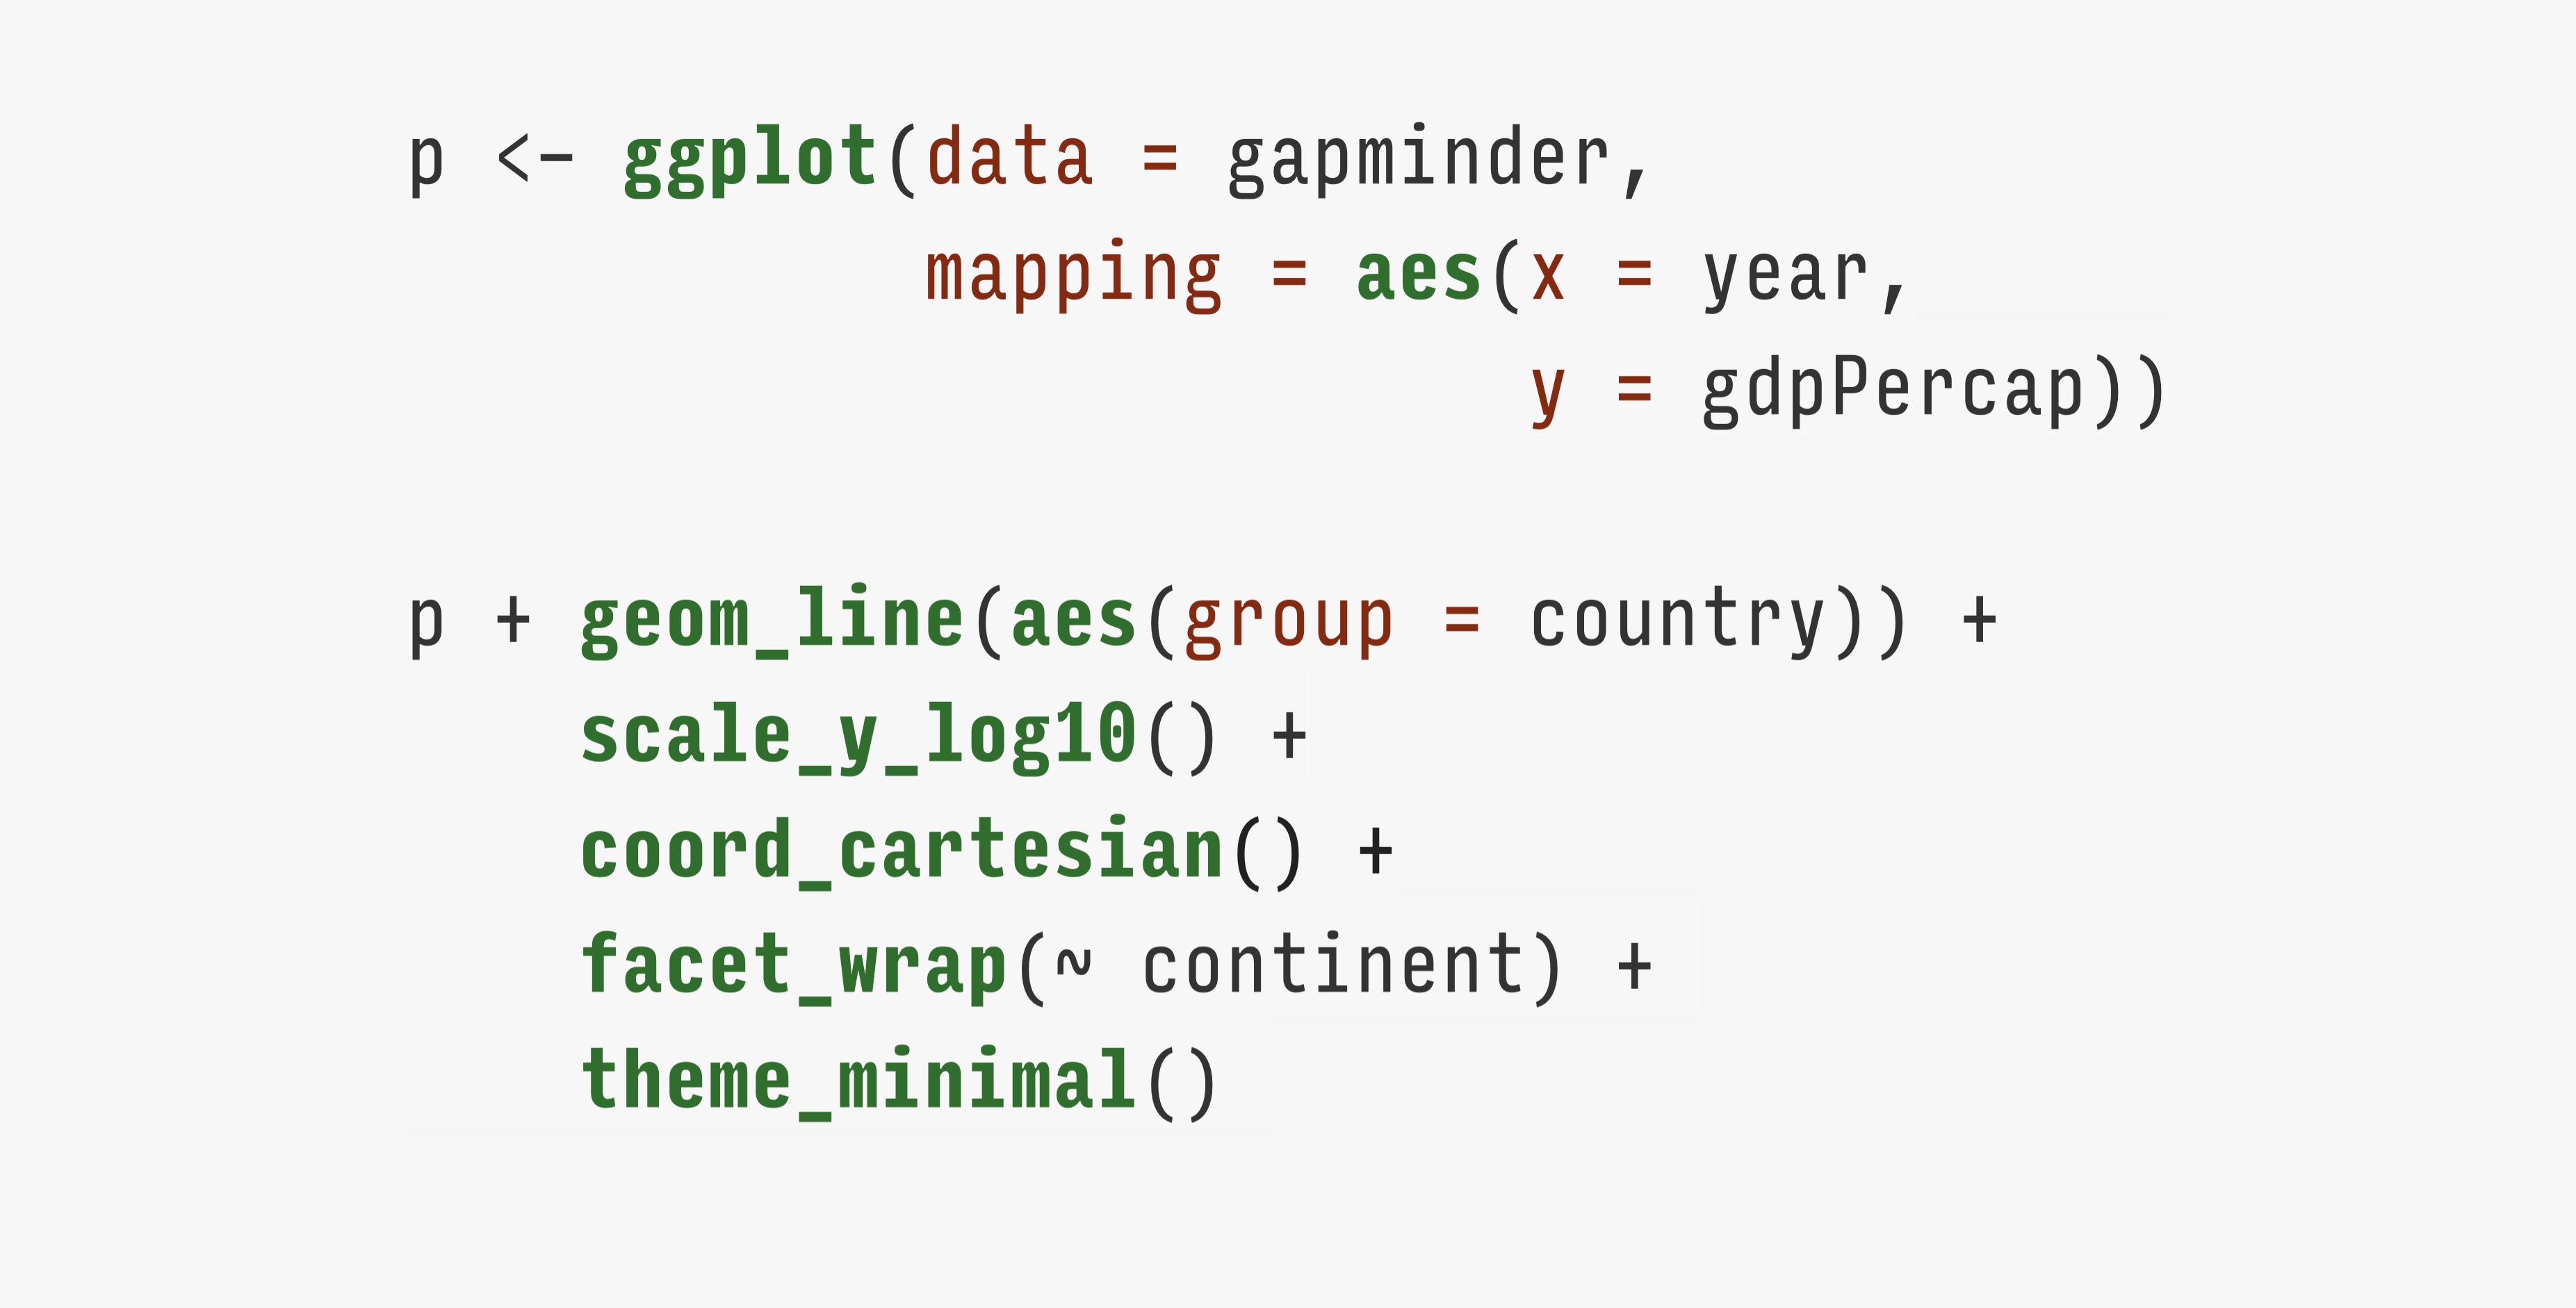 p <- ggplot(data = gapminder,
            mapping = aes(x = year,
                          y = gdpPercap))

p + geom_line(aes(group = country)) +
    scale_y_log10() +
    coord_cartesian() +
    facet_wrap(~ continent) +
    theme_minimal()